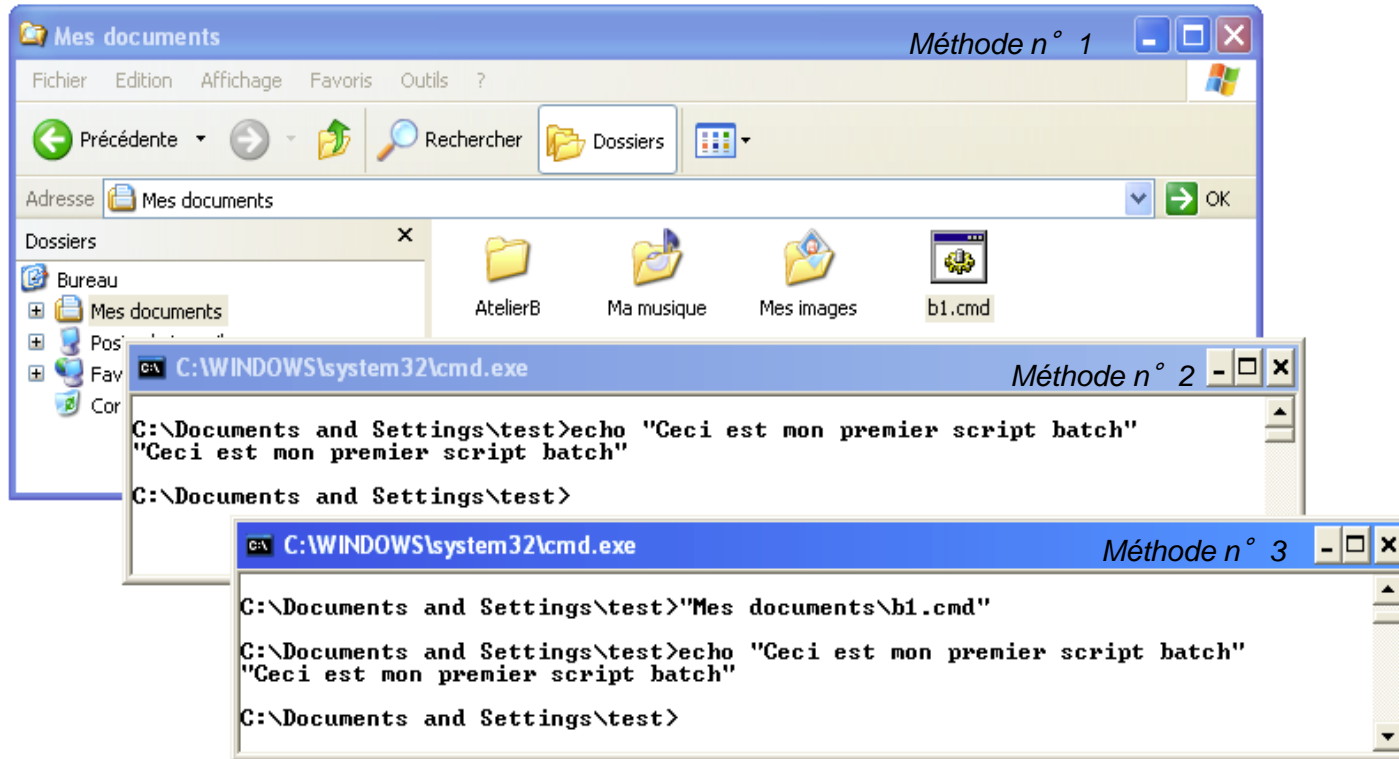 Mes documents
Méthode n° 1
Fichier Edition Affichage Favoris Outils ?
Précédente Rechercher Dossiers
Adresse Mes documents OK
Dossiers
Bureau
Mes documents
AtelierB Ma musique Mes images b1.cmd
C:\WINDOWS\system32\cmd.exe
Méthode n° 2
C:\Documents and Settings\test>echo "Ceci est mon premier script batch"
"Ceci est mon premier script batch"
C:\Documents and Settings\test>
C:\WINDOWS\system32\cmd.exe
Méthode n° 3
C:\Documents and Settings\test>"Mes documents\b1.cmd"
C:\Documents and Settings\test>echo "Ceci est mon premier script batch"
"Ceci est mon premier script batch"
C:\Documents and Settings\test>